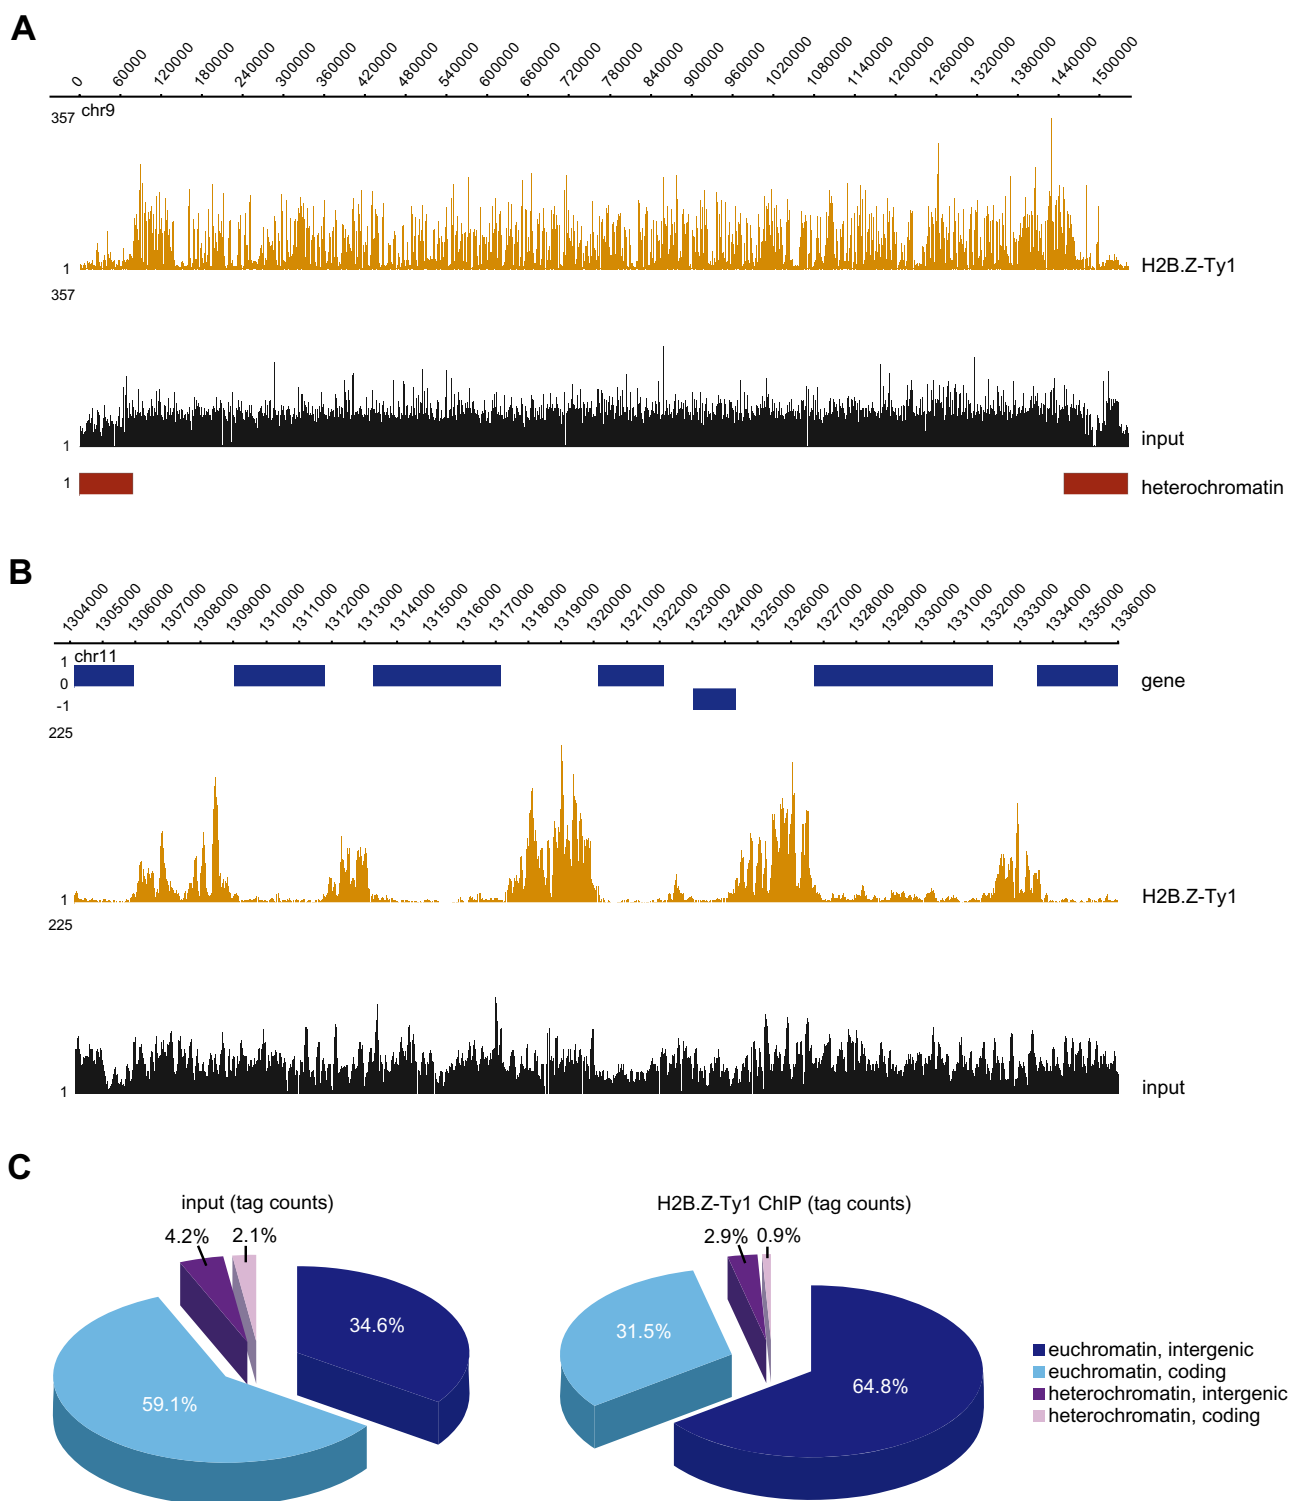 A
0 60000 120000 180000 240000 300000 360000 420000 480000 540000 600000 660000 720000 780000 840000 900000 960000 1020000 1080000 1140000 1200000 1260000 1320000 1380000 1440000 1500000
chr9
357
1
H2B.Z-Ty1
357
1
input
1
heterochromatin
B
1304000 1305000 1306000 1307000 1308000 1309000 1310000 1311000 1312000 1313000 1314000 1315000 1316000 1317000 1318000 1319000 1320000 1321000 1322000 1323000 1324000 1325000 1326000 1327000 1328000 1329000 1330000 1331000 1332000 1333000 1334000 1335000 1336000
chr11
1
0
-1
gene
225
1
H2B.Z-Ty1
225
1
input
C
input (tag counts)
4.2% 2.1%
34.6%
59.1%
H2B.Z-Ty1 ChIP (tag counts)
2.9% 0.9%
31.5%
64.8%
euchromatin, intergenic
euchromatin, coding
heterochromatin, intergenic
heterochromatin, coding